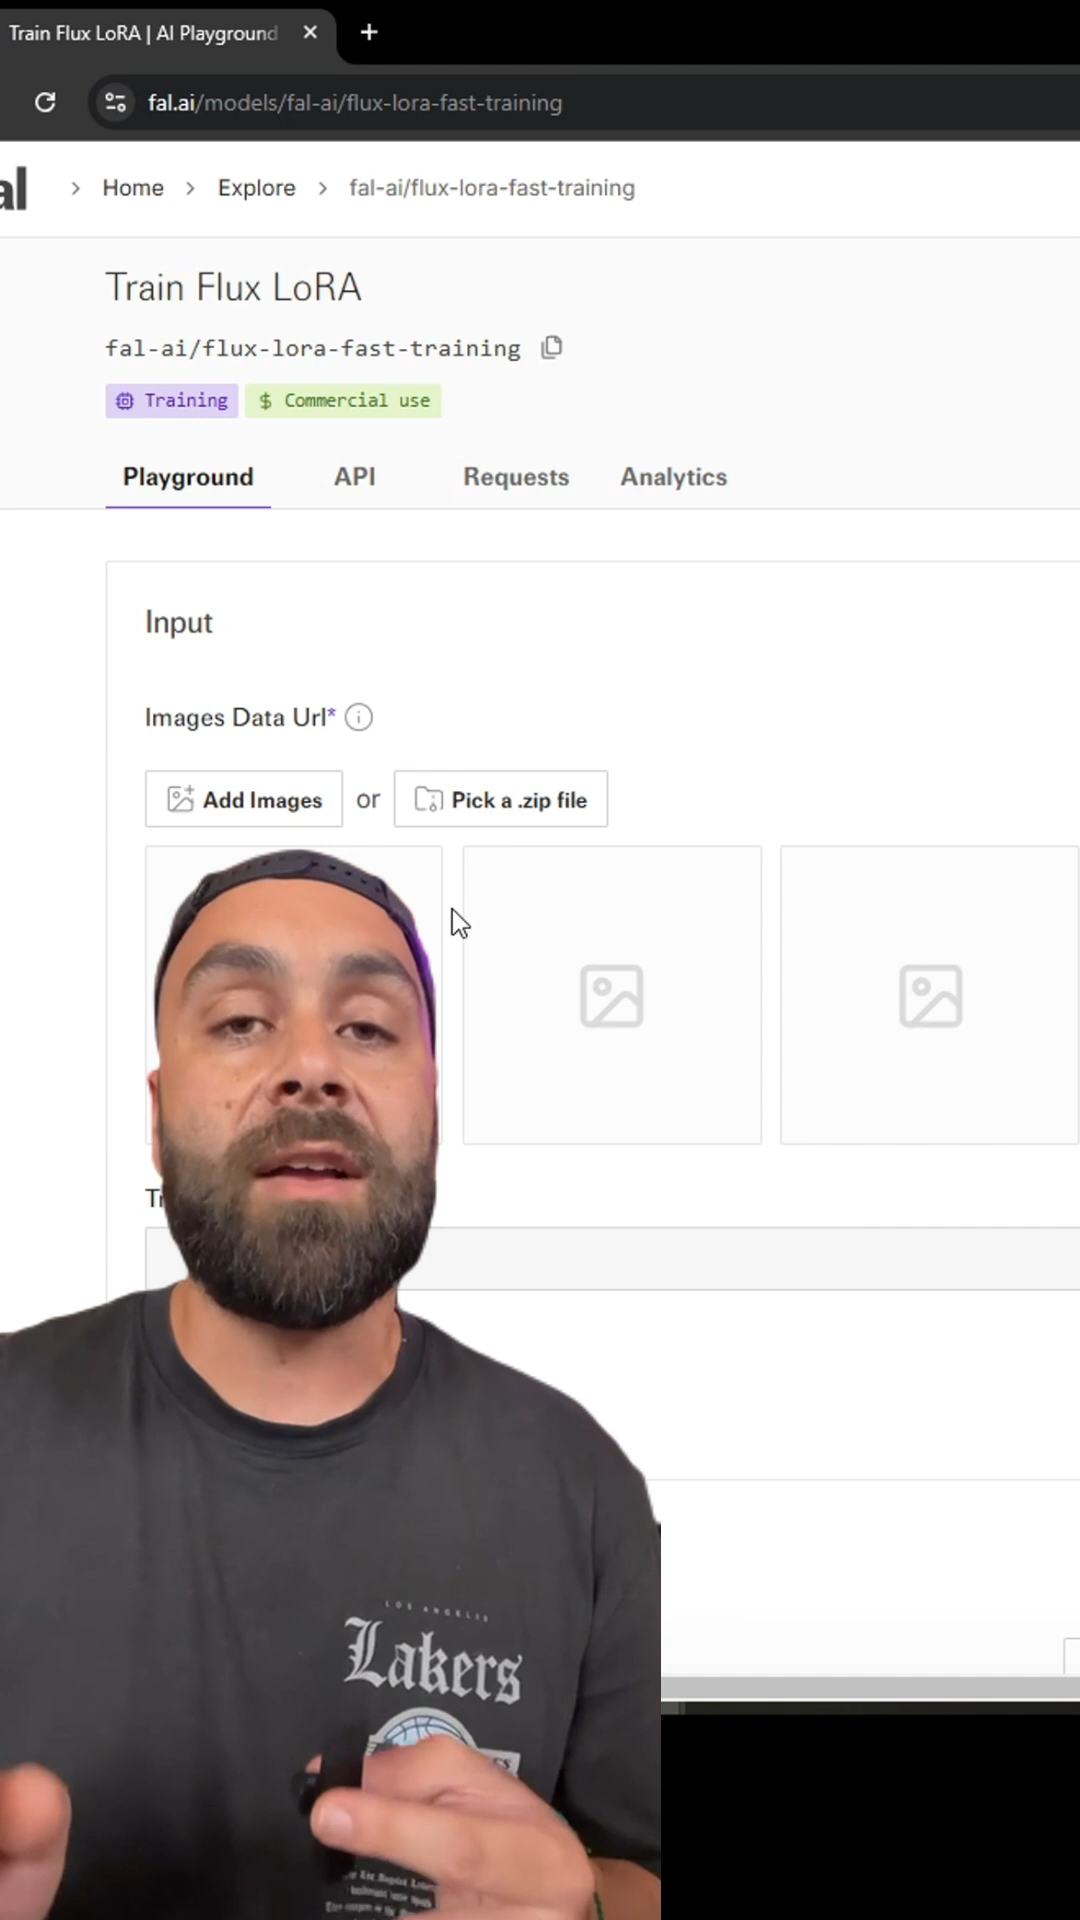 Train Flux LoRA | AI Playground
fal.ai/models/fal-ai/flux-lora-fast-training
al
Home
Explore
fal-ai/flux-lora-fast-training
Train Flux LoRA
fal-ai/flux-lora-fast-training
Training
$ Commercial use
Playground
API
Requests
Analytics
Input
Images Data Url*
Add Images
or
Pick a .zip file
LOS ANGELES
Lakers